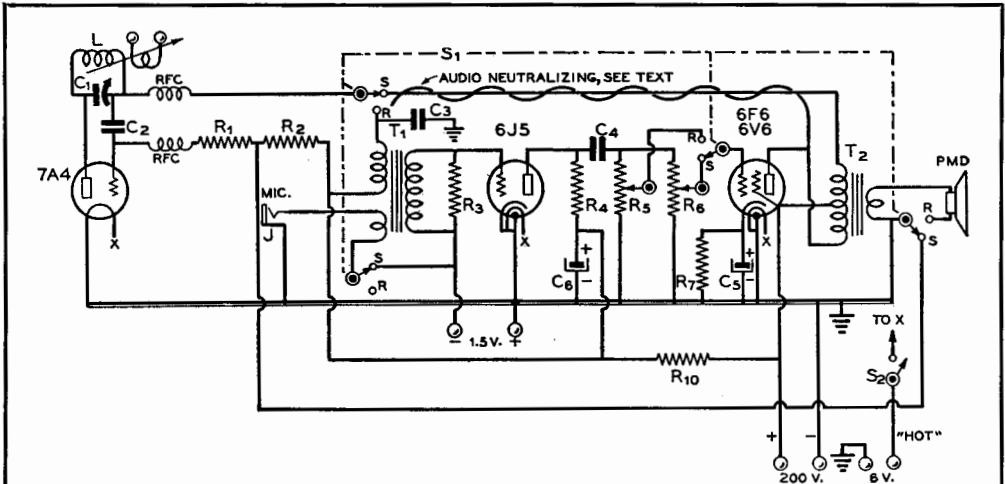 L
S1
C1
RFC
S
AUDIO NEUTRALIZING, SEE TEXT
R
C3
6F6
6V6
C2
T1
6J5
C4
R
S
T2
PMD
RFC
R1
R2
7A4
MIC.
J
R3
R4
R5
R6
R
S
X
X
X
S
R
C6
+
-
R7
C5
+
-
- 1.5 V. +
TO X
R10
S2
+
-
"HOT"
200 V.
6 V.